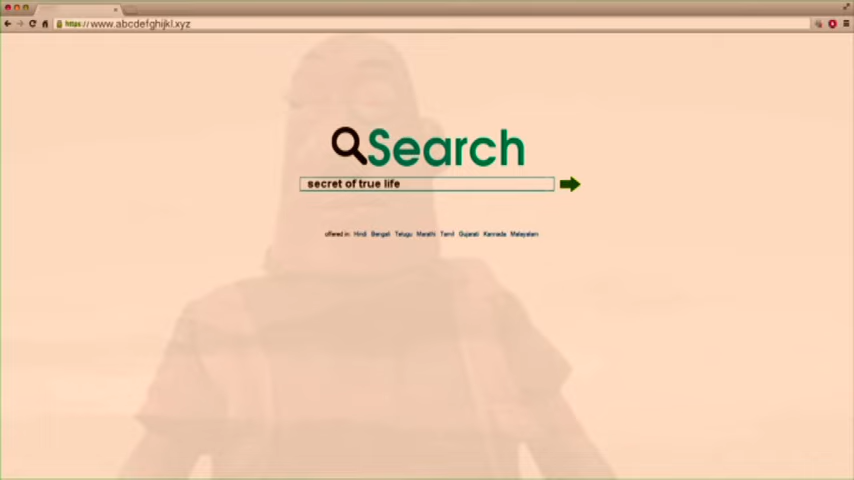 https://www.abcdefghijkl.xyz
Search
secret of true life
offered in: Hindi Bengali Telugu Marathi Tamil Gujarati Kannada Malayalam